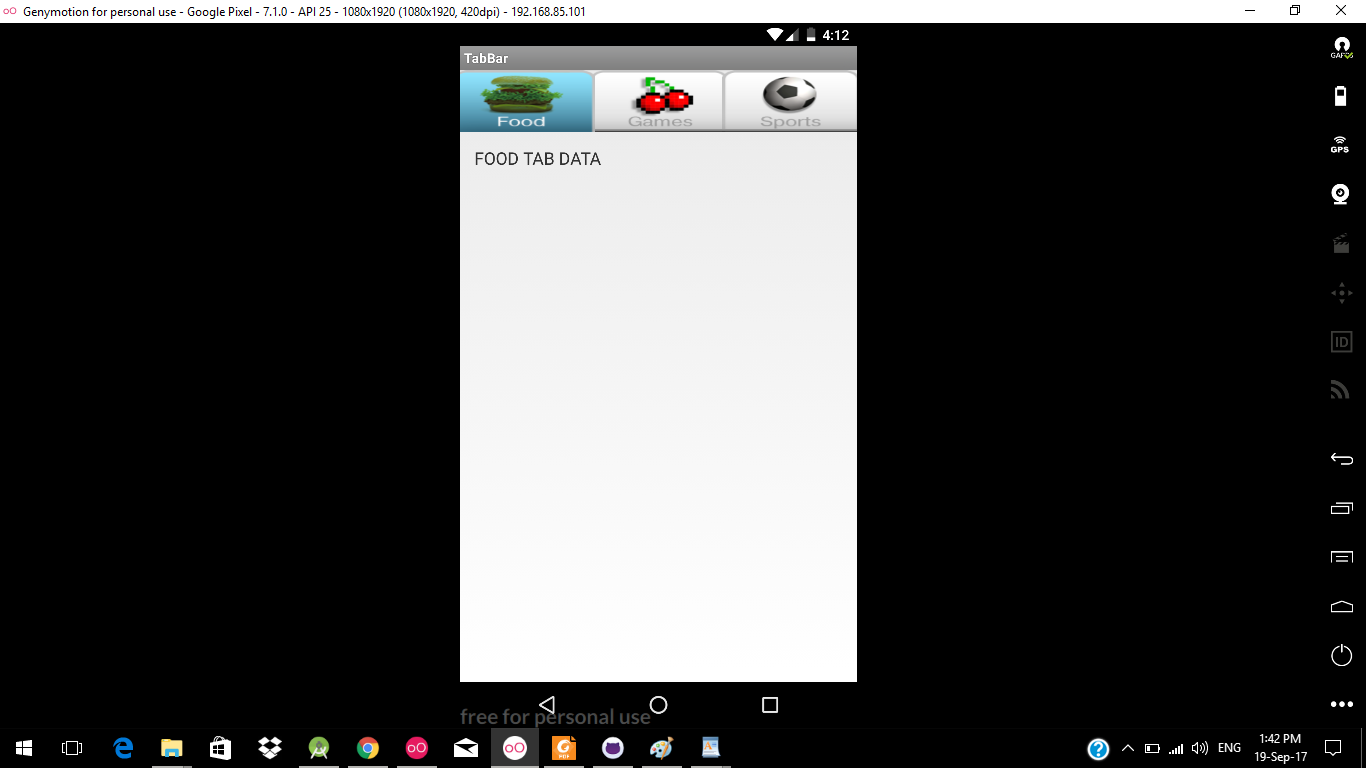 Genymotion for personal use - Google Pixel - 7.1.0 - API 25 - 1080x1920 (1080x1920, 420dpi) - 192.168.85.101
4:12
TabBar
Food Games Sports
FOOD TAB DATA
GPS
ID
free for personal use
PDF
ENG
1:42 PM
19-Sep-17